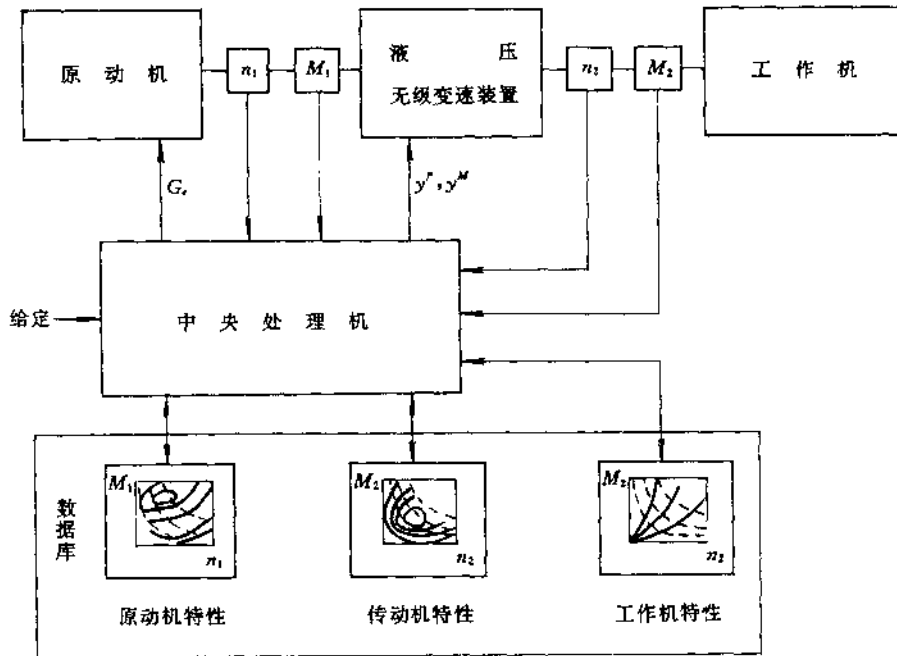 原动机
n₁
M₁
液压
无级变速装置
n₂
M₂
工作机
Gₑ
yᴾ, yᴹ
给定
中央处理机
数据库
M₁
n₁
原动机特性
M₂
n₂
传动机特性
M₂
n₂
工作机特性